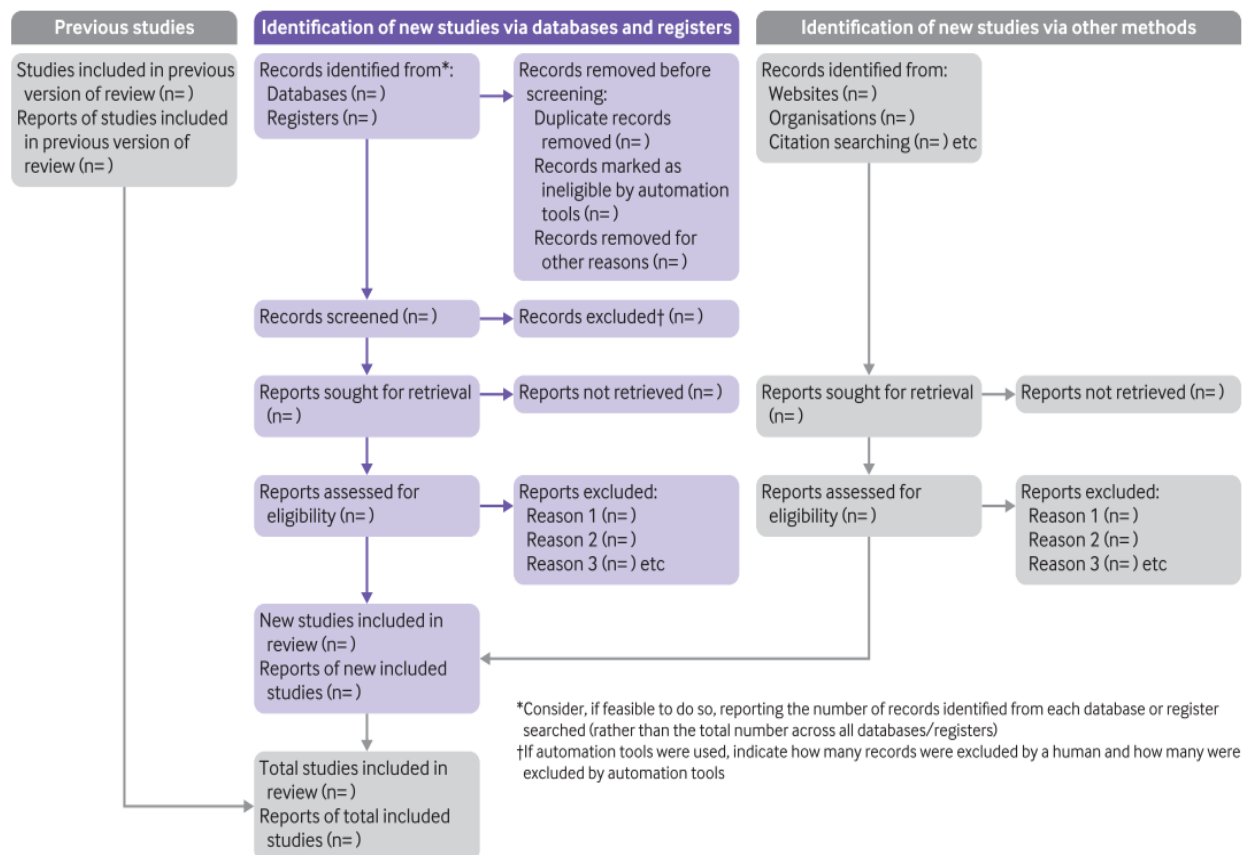 Previous studies
Identification of new studies via databases and registers
Identification of new studies via other methods
Studies included in previous
version of review (n= )
Reports of studies included
in previous version of
review (n= )
Records identified from*:
Databases (n= )
Registers (n= )
Records removed before
screening:
Duplicate records
removed (n= )
Records marked as
ineligible by automation
tools (n= )
Records removed for
other reasons (n= )
Records identified from:
Websites (n= )
Organisations (n= )
Citation searching (n= ) etc
Records screened (n= )
Records excluded† (n= )
Reports sought for retrieval
(n= )
Reports not retrieved (n= )
Reports sought for retrieval
(n= )
Reports not retrieved (n= )
Reports assessed for
eligibility (n= )
Reports excluded:
Reason 1 (n= )
Reason 2 (n= )
Reason 3 (n= ) etc
Reports assessed for
eligibility (n= )
Reports excluded:
Reason 1 (n= )
Reason 2 (n= )
Reason 3 (n= ) etc
New studies included in
review (n= )
Reports of new included
studies (n= )
*Consider, if feasible to do so, reporting the number of records identified from each database or register
searched (rather than the total number across all databases/registers)
†If automation tools were used, indicate how many records were excluded by a human and how many were
excluded by automation tools
Total studies included in
review (n= )
Reports of total included
studies (n= )